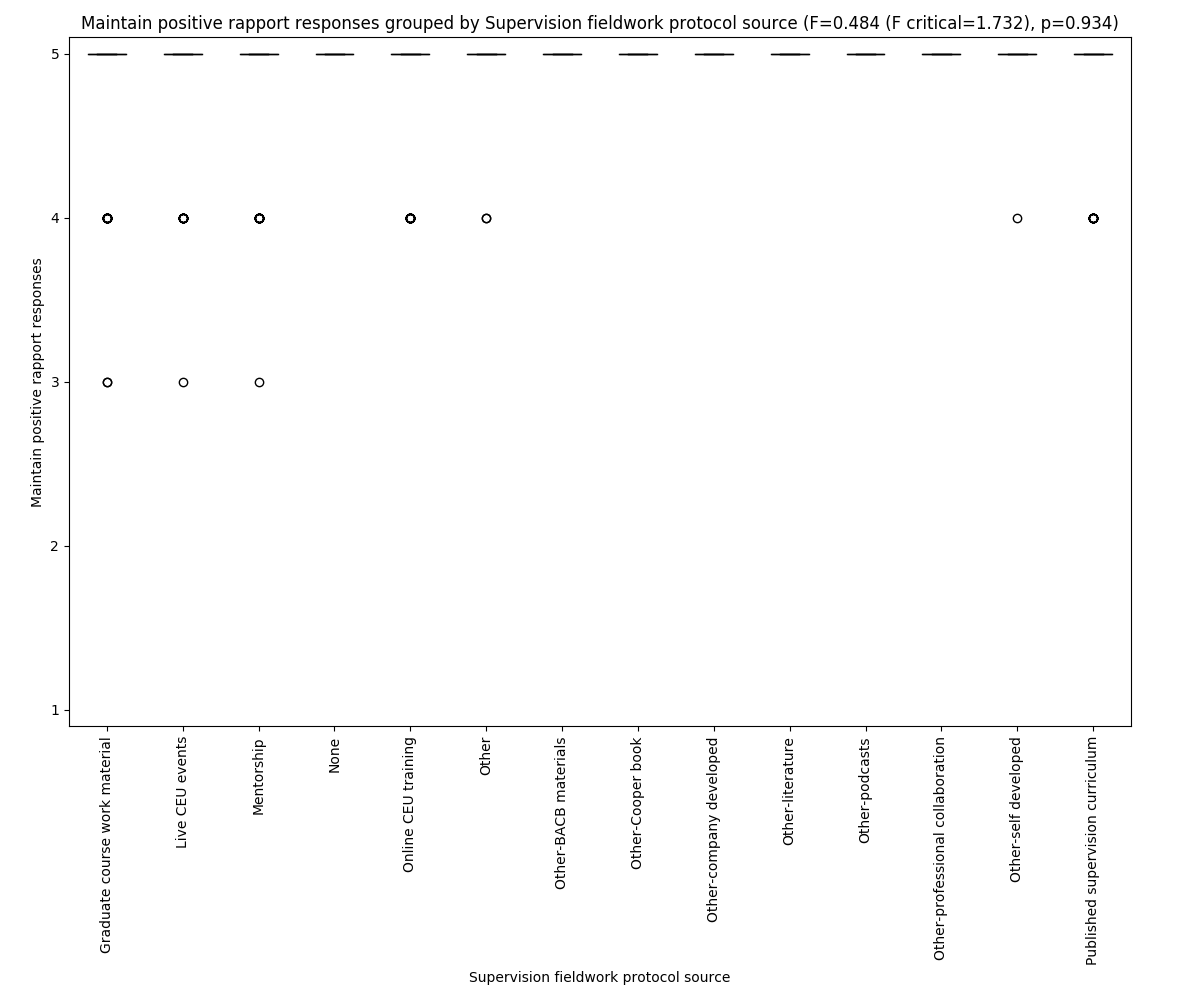 Maintain positive rapport responses grouped by Supervision fieldwork protocol source (F=0.484 (F critical=1.732), p=0.934)
Maintain positive rapport responses
5
4
3
2
1
Graduate course work material
Live CEU events
Mentorship
None
Online CEU training
Other
Other-BACB materials
Other-Cooper book
Other-company developed
Other-literature
Other-podcasts
Other-professional collaboration
Other-self developed
Published supervision curriculum
Supervision fieldwork protocol source